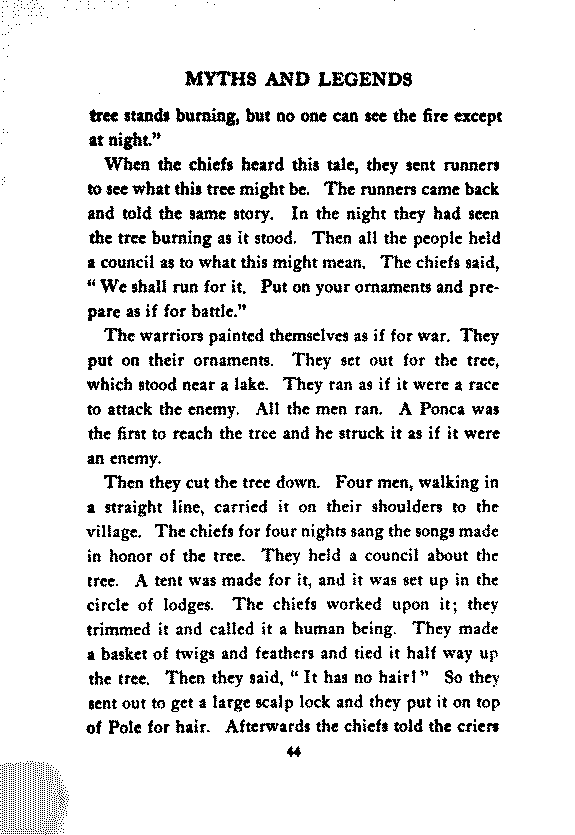 MYTHS AND LEGENDS
tree stands burning, but no one can see the fire except
at night.”
When the chiefs heard this tale, they sent runners
to see what this tree might be. The runners came back
and told the same story. In the night they had seen
the tree burning as it stood. Then all the people held
a council as to what this might mean. The chiefs said,
“ We shall run for it. Put on your ornaments and pre-
pare as if for battle.”
The warriors painted themselves as if for war. They
put on their ornaments. They set out for the tree,
which stood near a lake. They ran as if it were a race
to attack the enemy. All the men ran. A Ponca was
the first to reach the tree and he struck it as if it were
an enemy.
Then they cut the tree down. Four men, walking in
a straight line, carried it on their shoulders to the
village. The chiefs for four nights sang the songs made
in honor of the tree. They held a council about the
tree. A tent was made for it, and it was set up in the
circle of lodges. The chiefs worked upon it; they
trimmed it and called it a human being. They made
a basket of twigs and feathers and tied it half way up
the tree. Then they said, “ It has no hair! ” So they
sent out to get a large scalp lock and they put it on top
of Pole for hair. Afterwards the chiefs told the criers
44